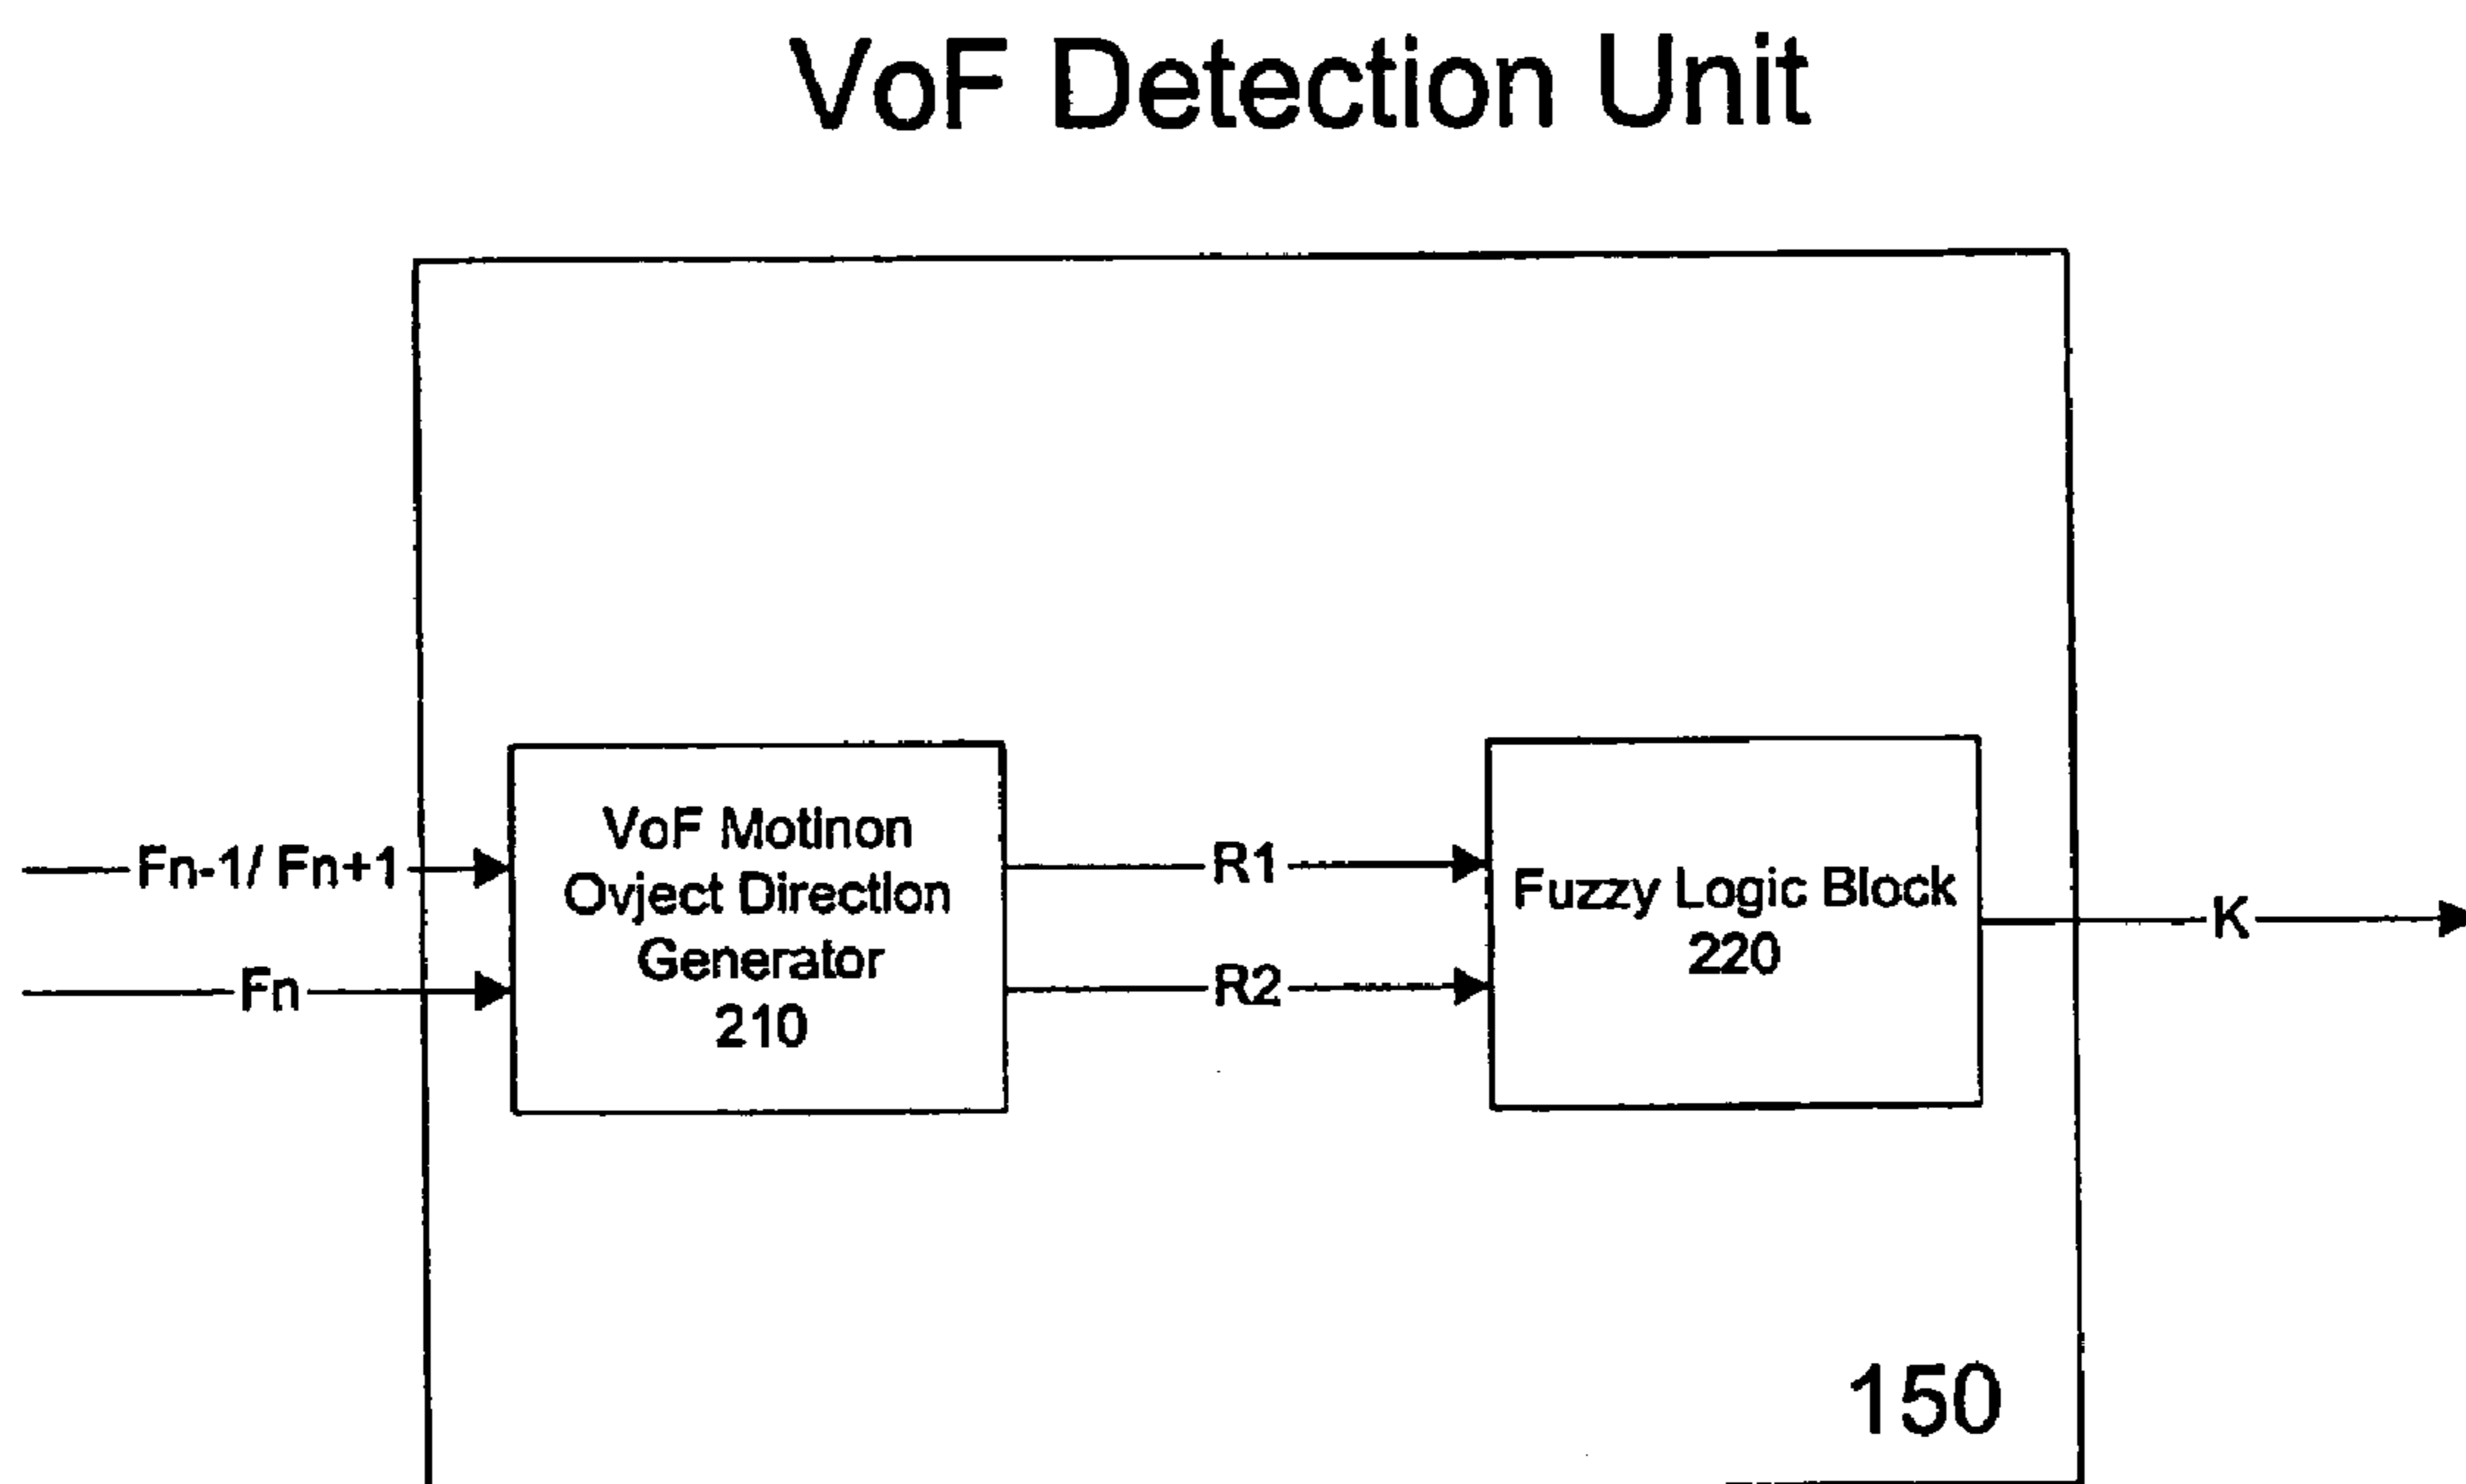 VoF Detection Unit
VoF Motinon
Ovject Direction
Generator
210
Fn-1/ Fn+1
Fn
R1
R2
Fuzzy Logic Block
220
K
150